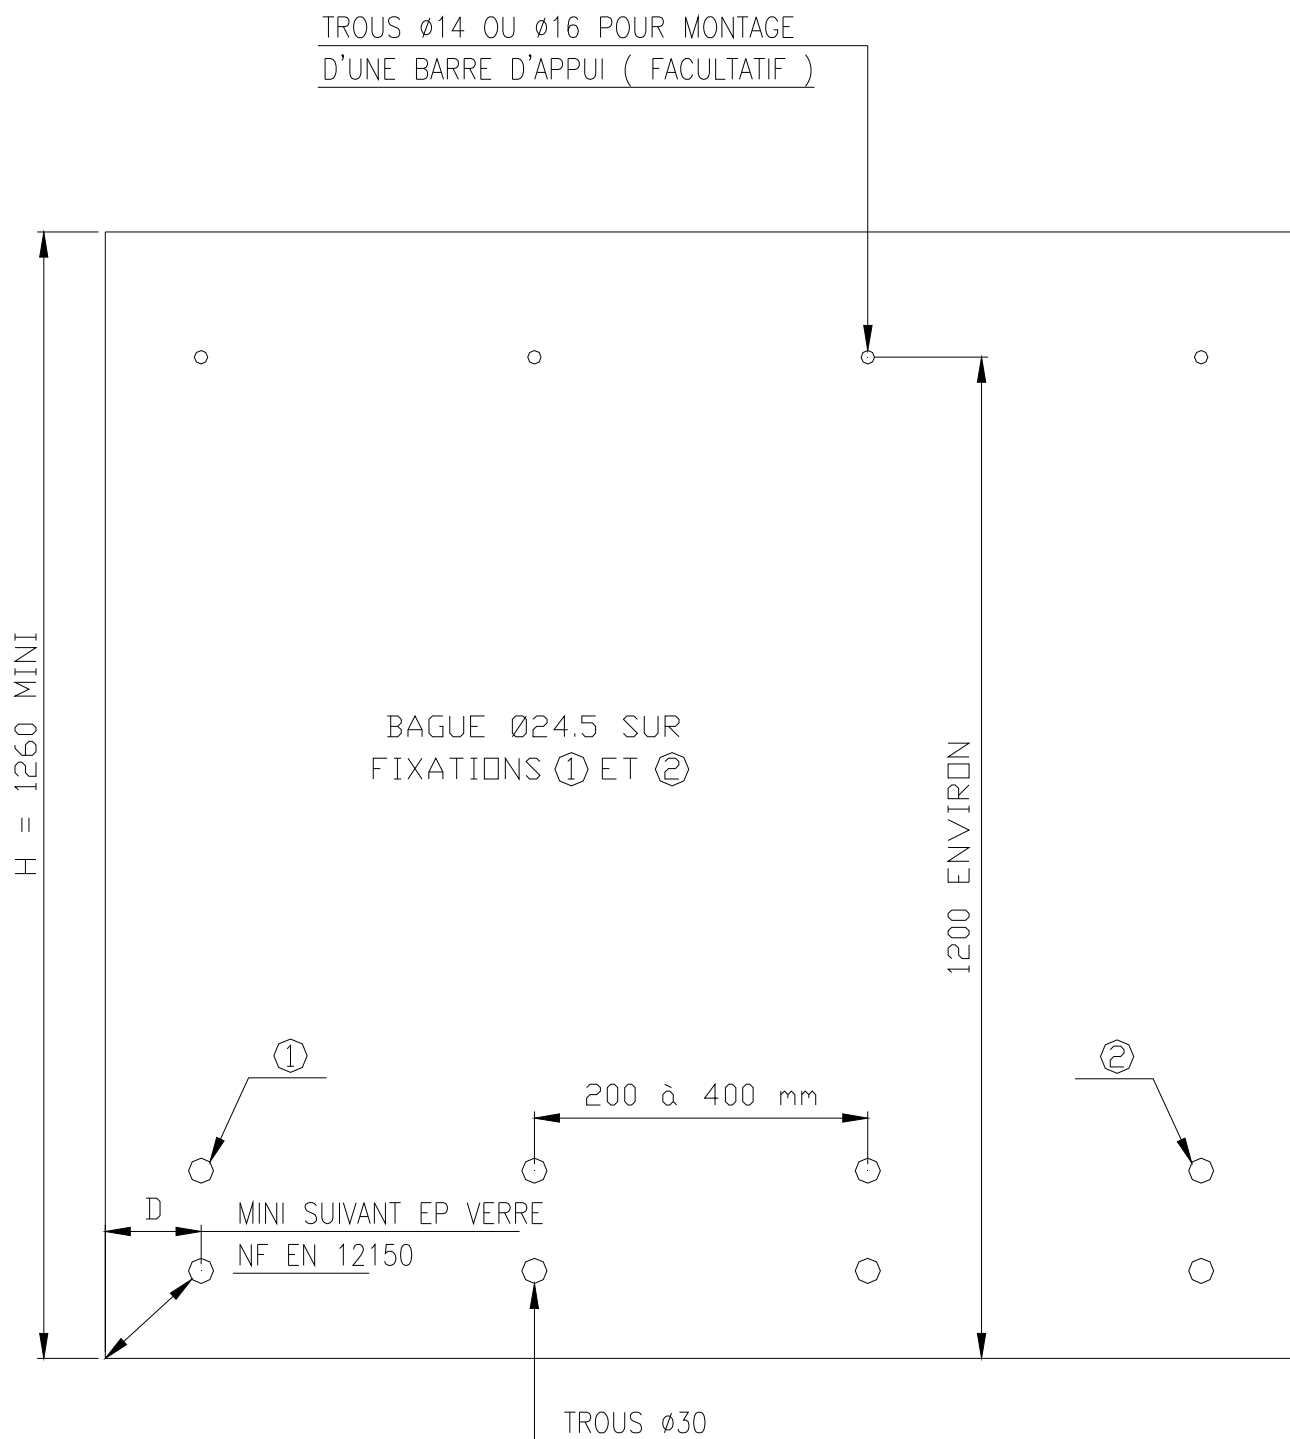 TROUS ø14 OU ø16 POUR MONTAGE
D'UNE BARRE D'APPUI ( FACULTATIF )
H = 1260 MINI
BAGUE Ø24.5 SUR
FIXATIONS 1 ET 2
1200 ENVIRON
1
2
200 à 400 mm
D
MINI SUIVANT EP VERRE
NF EN 12150
TROUS ø30